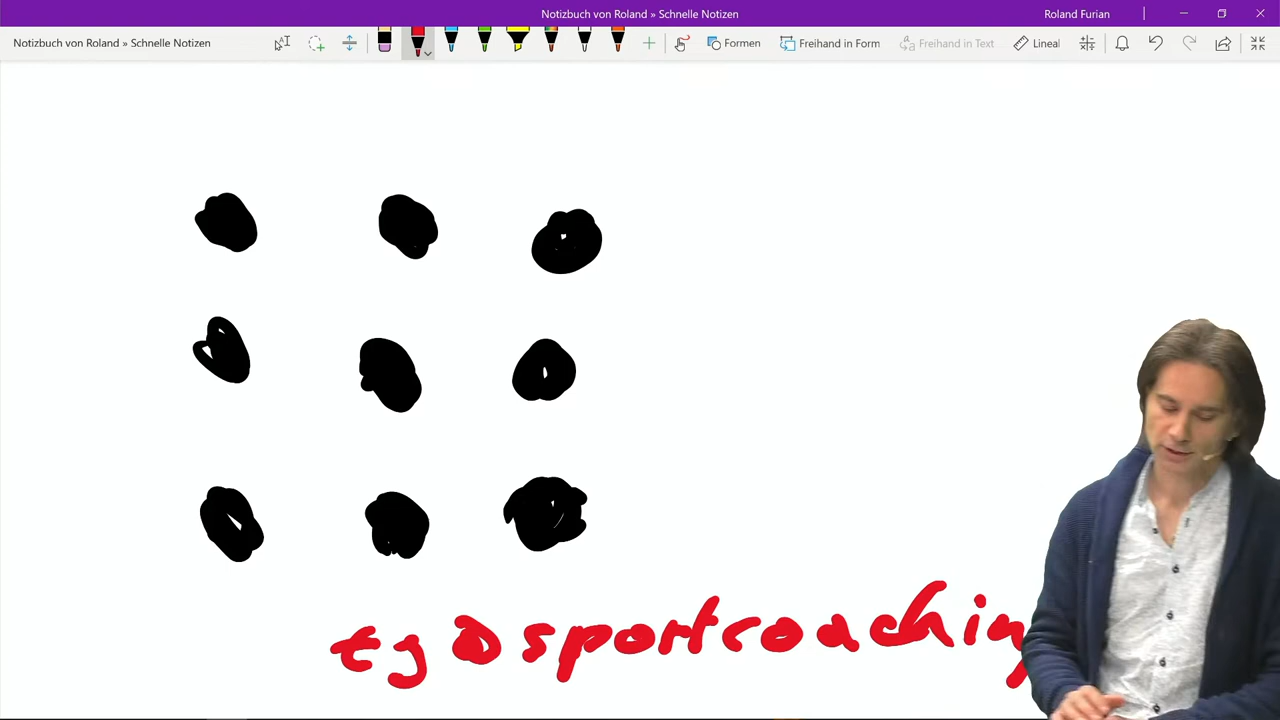 Notizbuch von Roland » Schnelle Notizen
Roland Furian
Notizbuch von Roland » Schnelle Notizen
Formen
Freihand in Form
Freihand in Text
Lineal
tg@sportcoaching